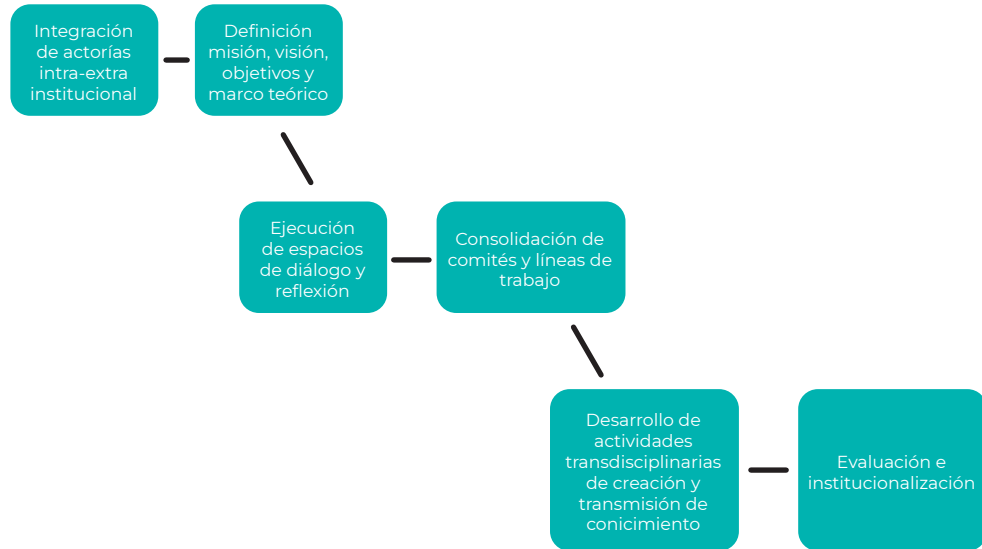 Integración
de actorías
intra-extra
institucional
Definición
misión, visión,
objetivos y
marco teórico
Ejecución
de espacios
de diálogo y
reflexión
Consolidación de
comités y líneas de
trabajo
Desarrollo de
actividades
transdisciplinarias
de creación y
transmisión de
conicimiento
Evaluación e
institucionalización